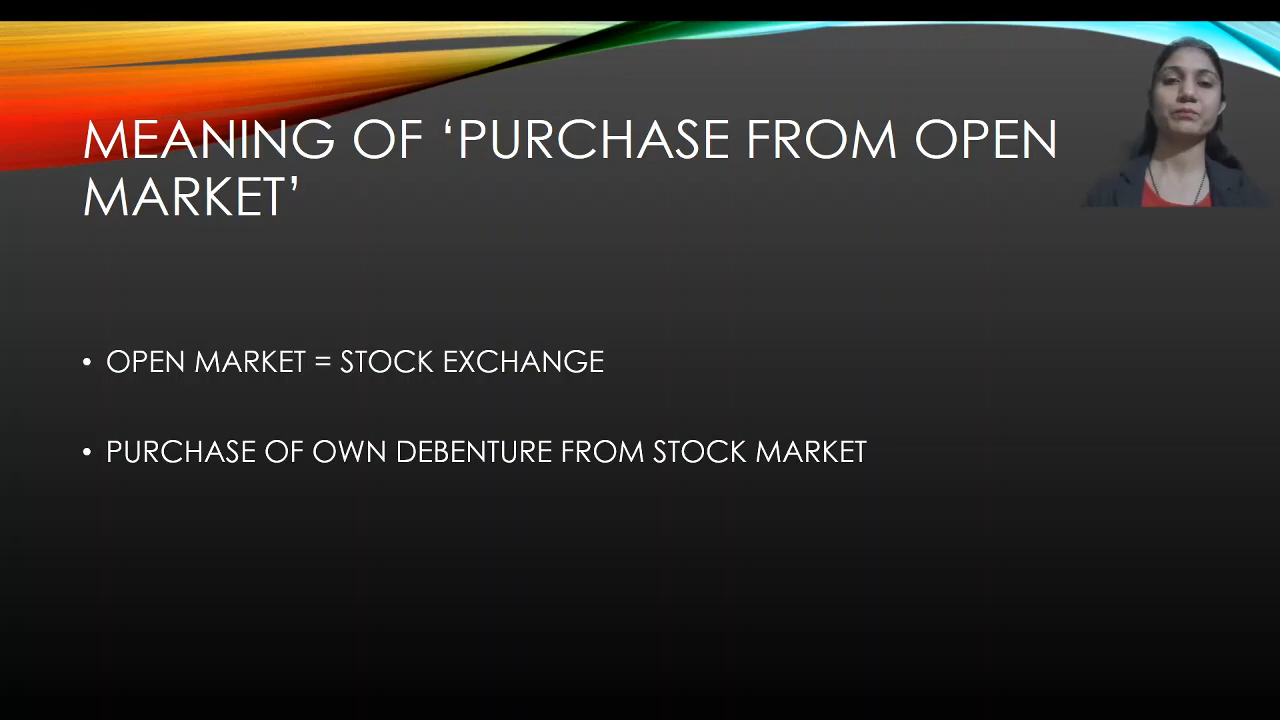 MEANING OF ‘PURCHASE FROM OPEN
MARKET’
• OPEN MARKET = STOCK EXCHANGE
• PURCHASE OF OWN DEBENTURE FROM STOCK MARKET